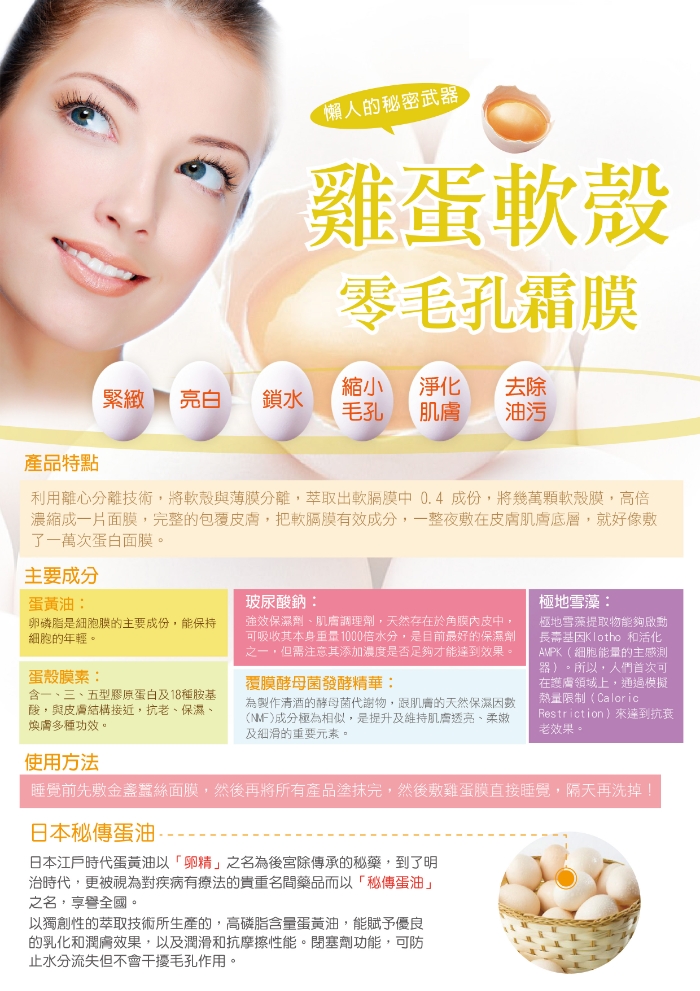 懶人的秘密武器
雞蛋軟殼
零毛孔霜膜
緊緻
亮白
鎖水
縮小
毛孔
淨化
肌膚
去除
油污
產品特點
利用離心分離技術，將軟殼與薄膜分離，萃取出軟膈膜中 0.4 成份，將幾萬顆軟殼膜，高倍
濃縮成一片面膜，完整的包覆皮膚，把軟膈膜有效成分，一整夜敷在皮膚肌膚底層，就好像敷
了一萬次蛋白面膜。
主要成分
蛋黃油：
卵磷脂是細胞膜的主要成份，能保持
細胞的年輕。
蛋殼膜素：
含一、三、五型膠原蛋白及18種胺基
酸，與皮膚結構接近，抗老、保濕、
煥膚多種功效。
玻尿酸鈉：
強效保濕劑、肌膚調理劑，天然存在於角膜內皮中，
可吸收其本身重量1000倍水分，是目前最好的保濕劑
之一，但需注意其添加濃度是否足夠才能達到效果。
覆膜酵母菌發酵精華：
為製作清酒的酵母菌代謝物，跟肌膚的天然保濕因數
(NMF)成分極為相似，是提升及維持肌膚透亮、柔嫩
及細滑的重要元素。
極地雪藻：
極地雪藻提取物能夠啟動
長壽基因Klotho 和活化
AMPK（細胞能量的主感測
器）。所以，人們首次可
在護膚領域上，通過模擬
熱量限制（Caloric
Restriction）來達到抗衰
老效果。
使用方法
睡覺前先敷金盞蠶絲面膜，然後再將所有產品塗抹完，然後敷雞蛋膜直接睡覺，隔天再洗掉！
日本秘傳蛋油
日本江戶時代蛋黃油以「卵精」之名為後宮除傳承的秘藥，到了明
治時代，更被視為對疾病有療法的貴重名間藥品而以「秘傳蛋油」
之名，享譽全國。
以獨創性的萃取技術所生產的，高磷脂含量蛋黃油，能賦予優良
的乳化和潤膚效果，以及潤滑和抗摩擦性能。閉塞劑功能，可防
止水分流失但不會干擾毛孔作用。